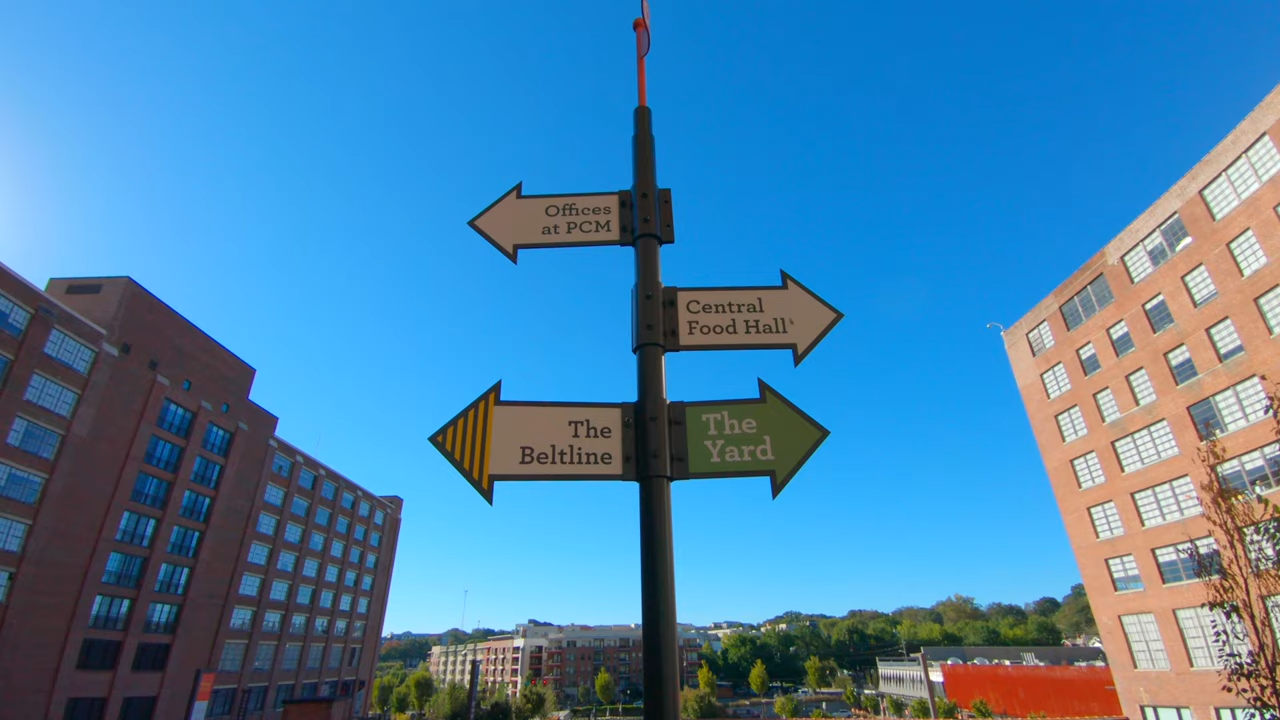 Offices
at PCM
Central
Food Hall
The
Beltline
The
Yard